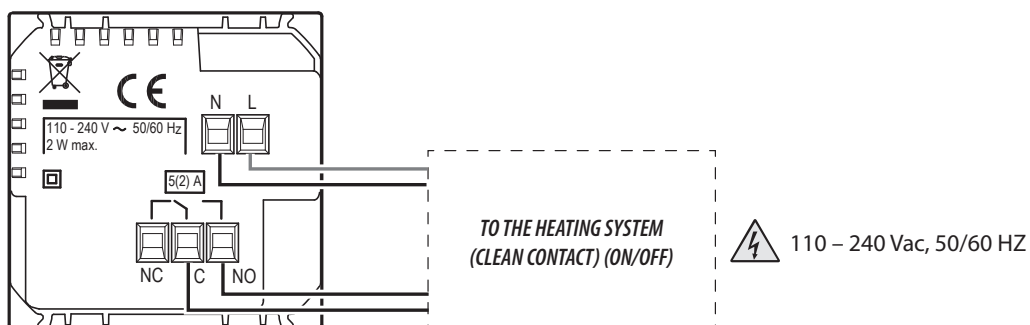 CE
N L
110 - 240 V ~ 50/60 Hz
2 W max.
5(2) A
NC C NO
TO THE HEATING SYSTEM
(CLEAN CONTACT) (ON/OFF)
110 – 240 Vac, 50/60 HZ